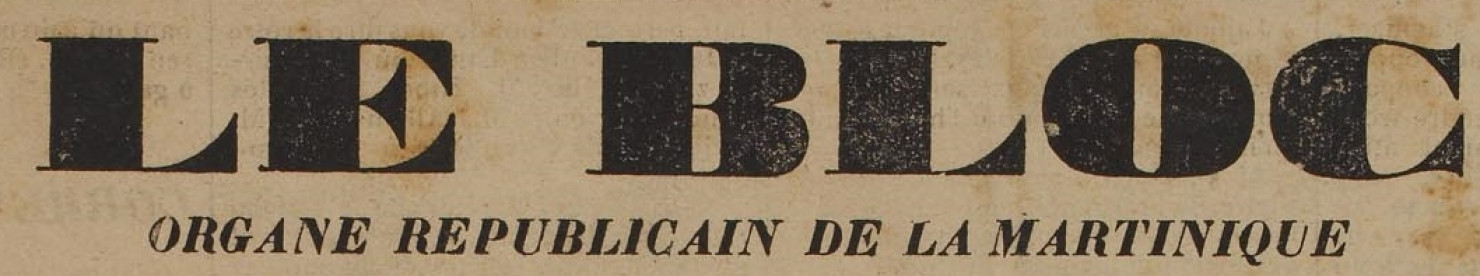 LE BLOC
ORGANE REPUBLICAIN DE LA MARTINIQUE